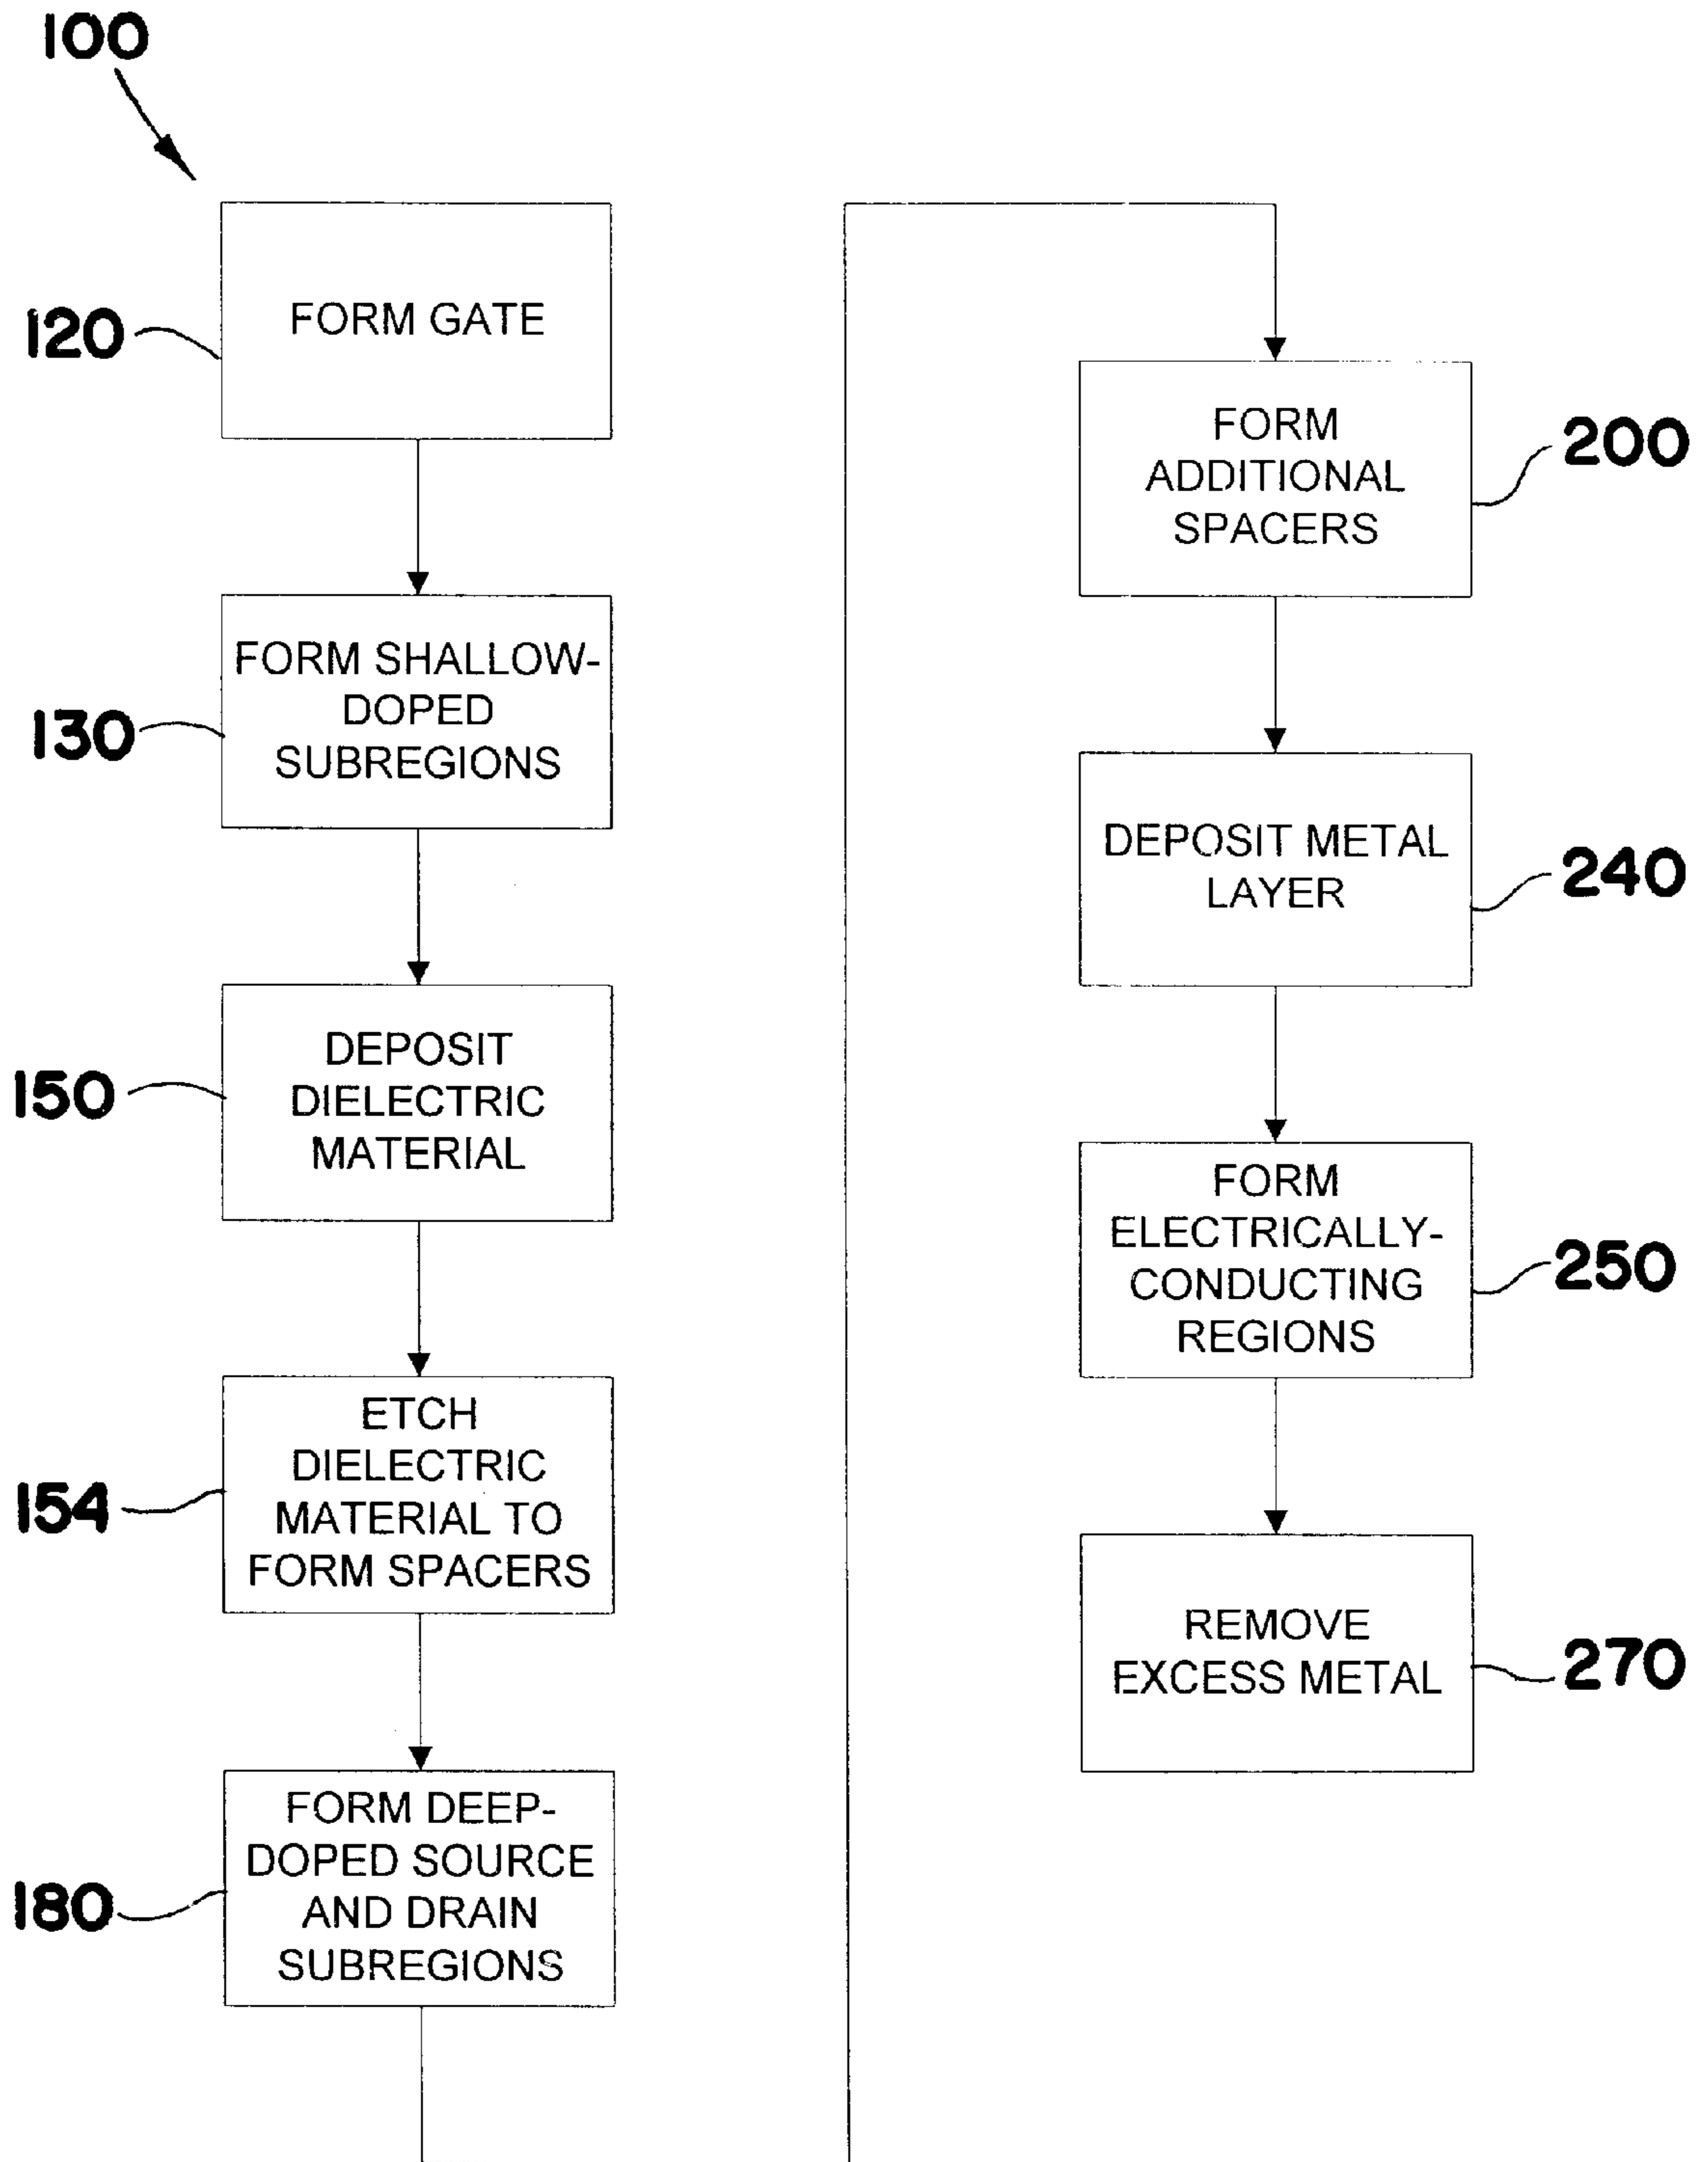 100
120
FORM GATE
130
FORM SHALLOW-
DOPED
SUBREGIONS
150
DEPOSIT
DIELECTRIC
MATERIAL
154
ETCH
DIELECTRIC
MATERIAL TO
FORM SPACERS
180
FORM DEEP-
DOPED SOURCE
AND DRAIN
SUBREGIONS
FORM
ADDITIONAL
SPACERS
200
DEPOSIT METAL
LAYER
240
FORM
ELECTRICALLY-
CONDUCTING
REGIONS
250
REMOVE
EXCESS METAL
270